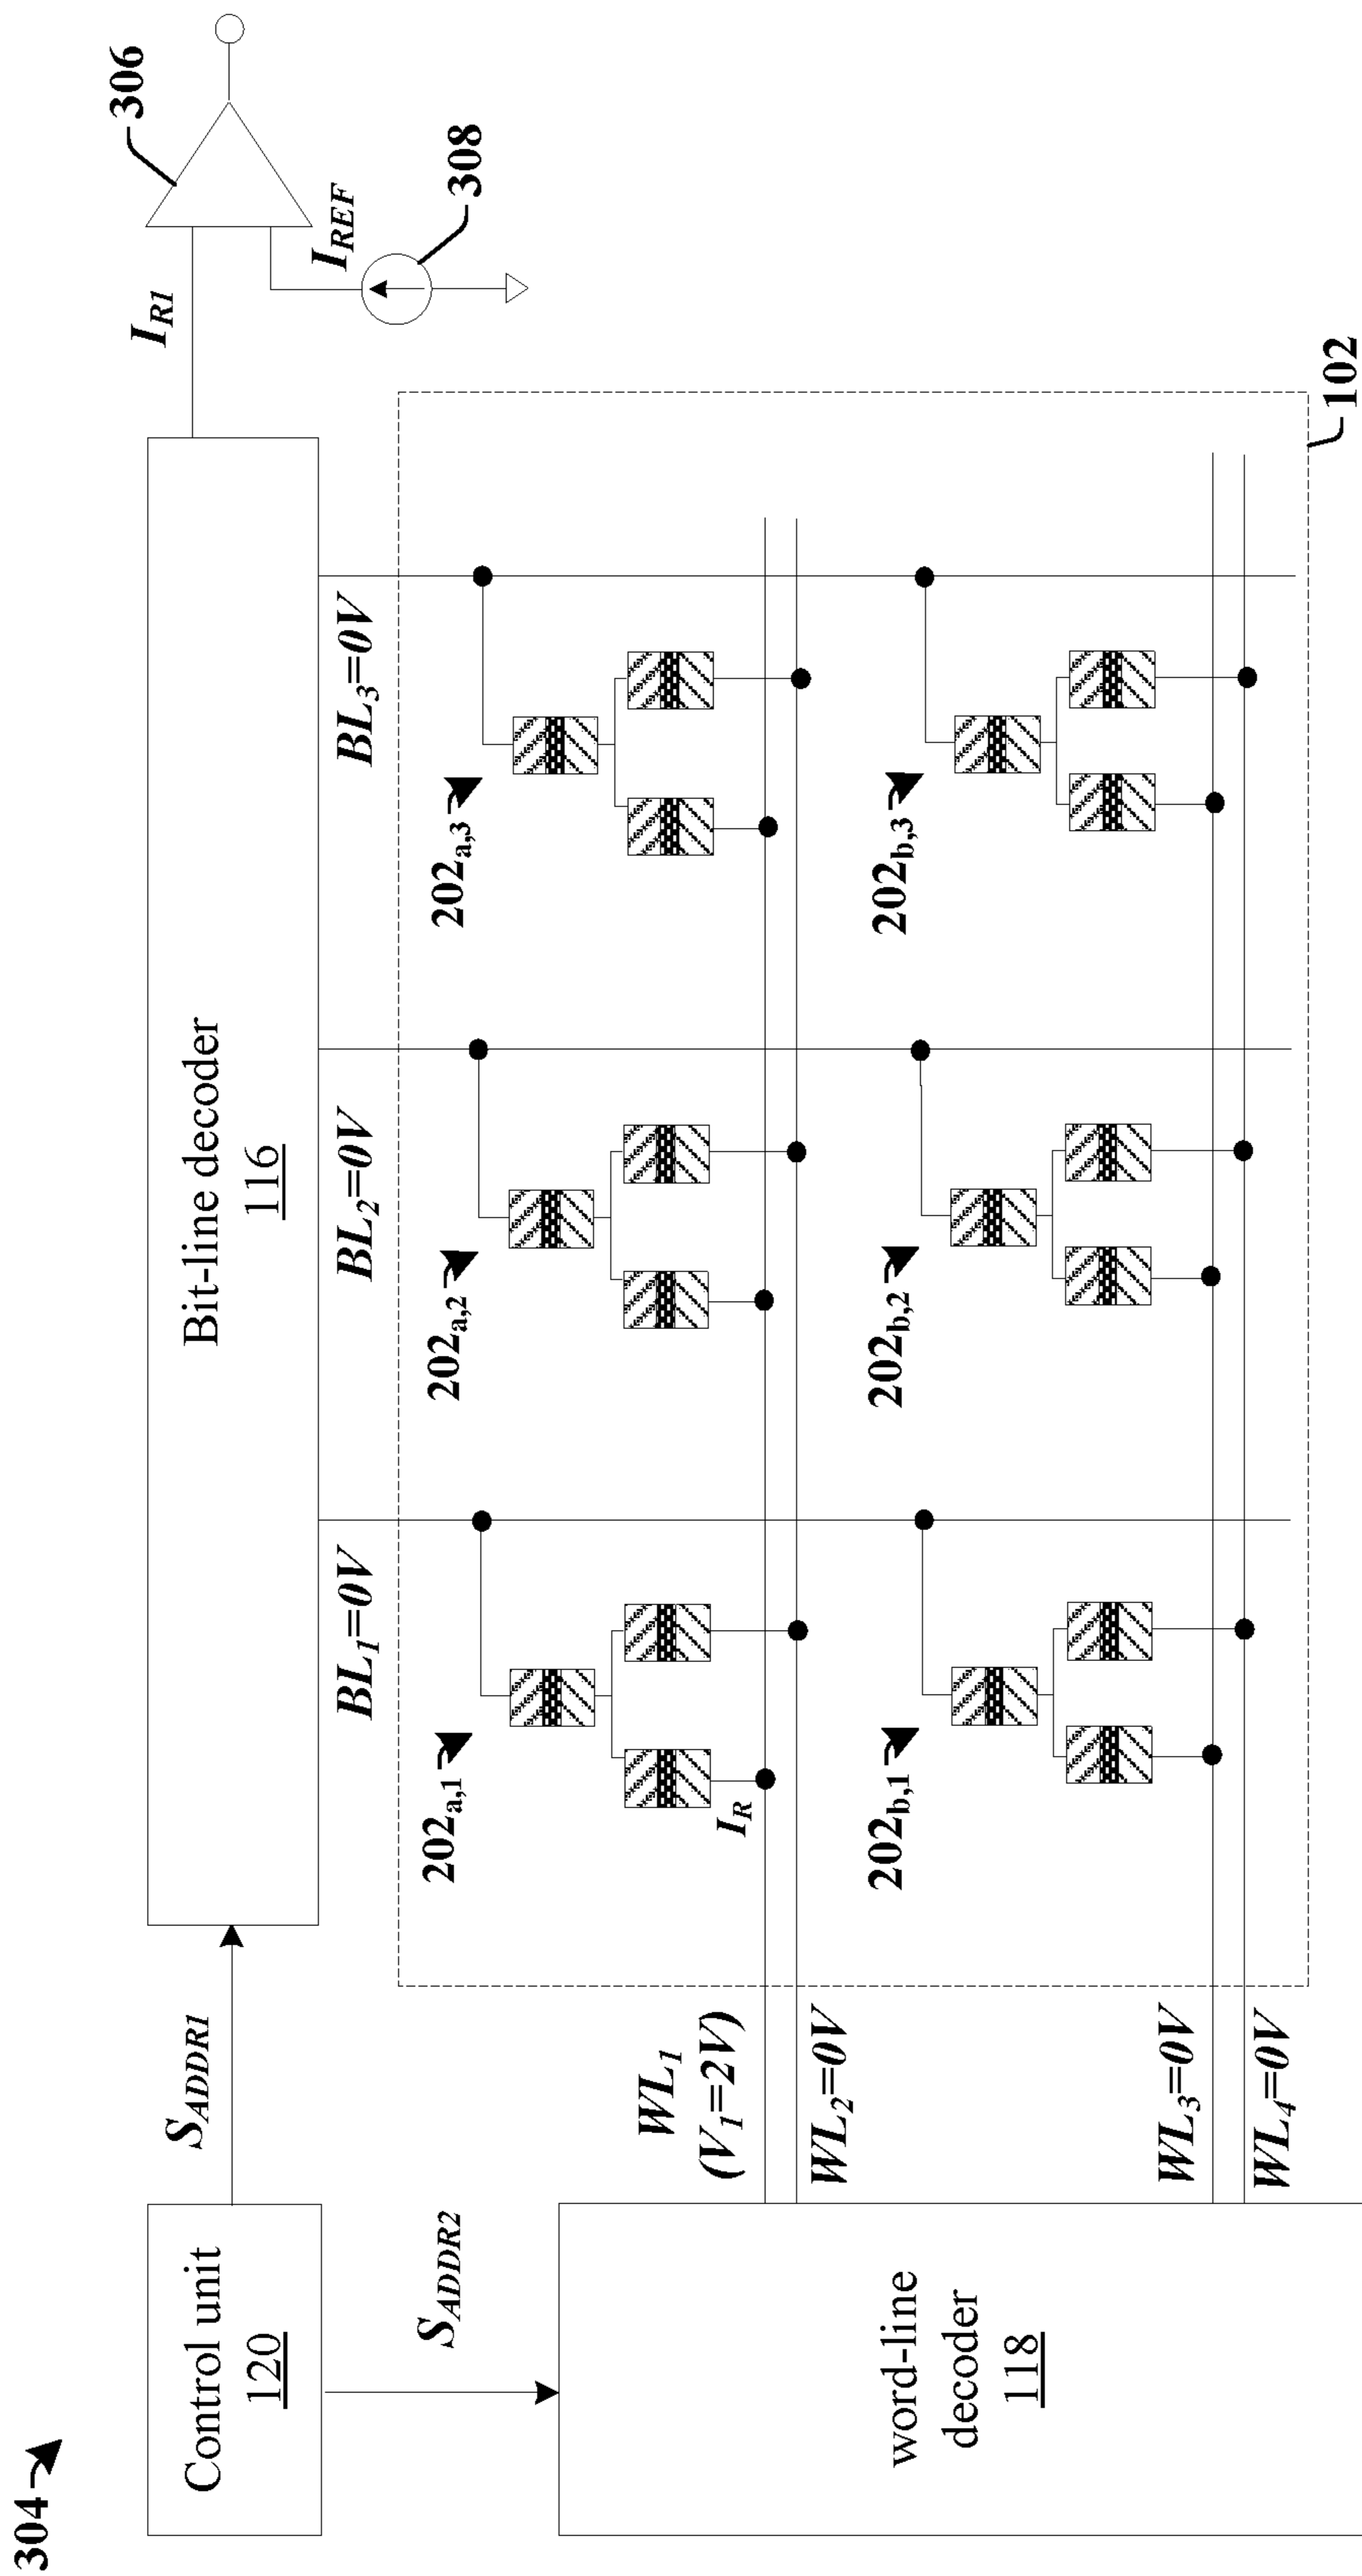 304
Control unit
120
S_ADDR1
Bit-line decoder
116
I_R1
306
I_REF
308
S_ADDR2
BL_1=0V
BL_2=0V
BL_3=0V
202_a,1
202_a,2
202_a,3
I_R
WL_1
(V_1=2V)
WL_2=0V
word-line
decoder
118
202_b,1
202_b,2
202_b,3
WL_3=0V
WL_4=0V
102